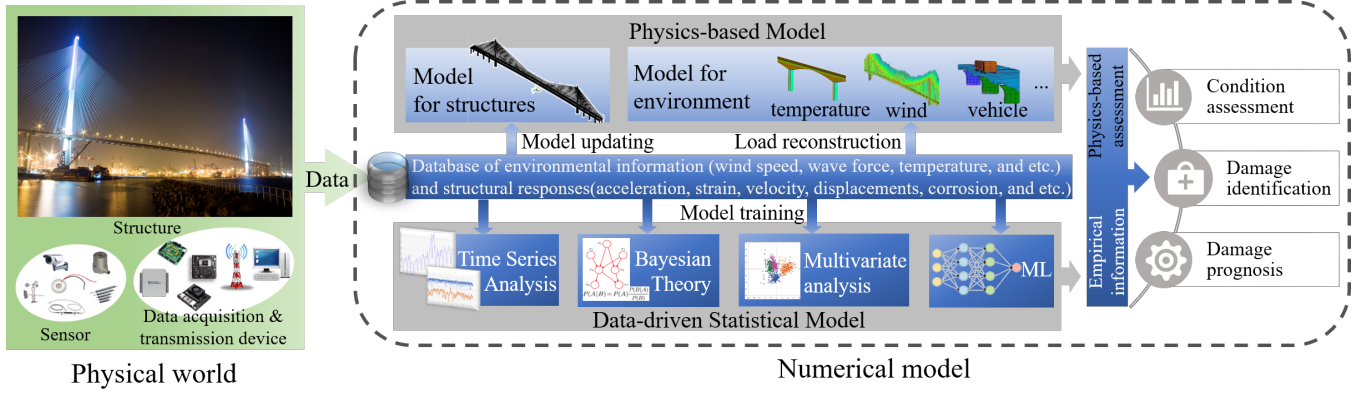 Structure
Sensor
Data acquisition &
transmission device
Physical world
Data
Physics-based Model
Model
for structures
Model for
environment
temperature
wind
vehicle
...
Model updating
Load reconstruction
Database of environmental information (wind speed, wave force, temperature, and etc.)
and structural responses(acceleration, strain, velocity, displacements, corrosion, and etc.)
Model training
Time Series
Analysis
Bayesian
Theory
P(A|B) = P(A) P(B|A) / P(B)
Multivariate
analysis
ML
Data-driven Statistical Model
Physics-based
assessment
Empirical
information
Condition
assessment
Damage
identification
Damage
prognosis
Numerical model